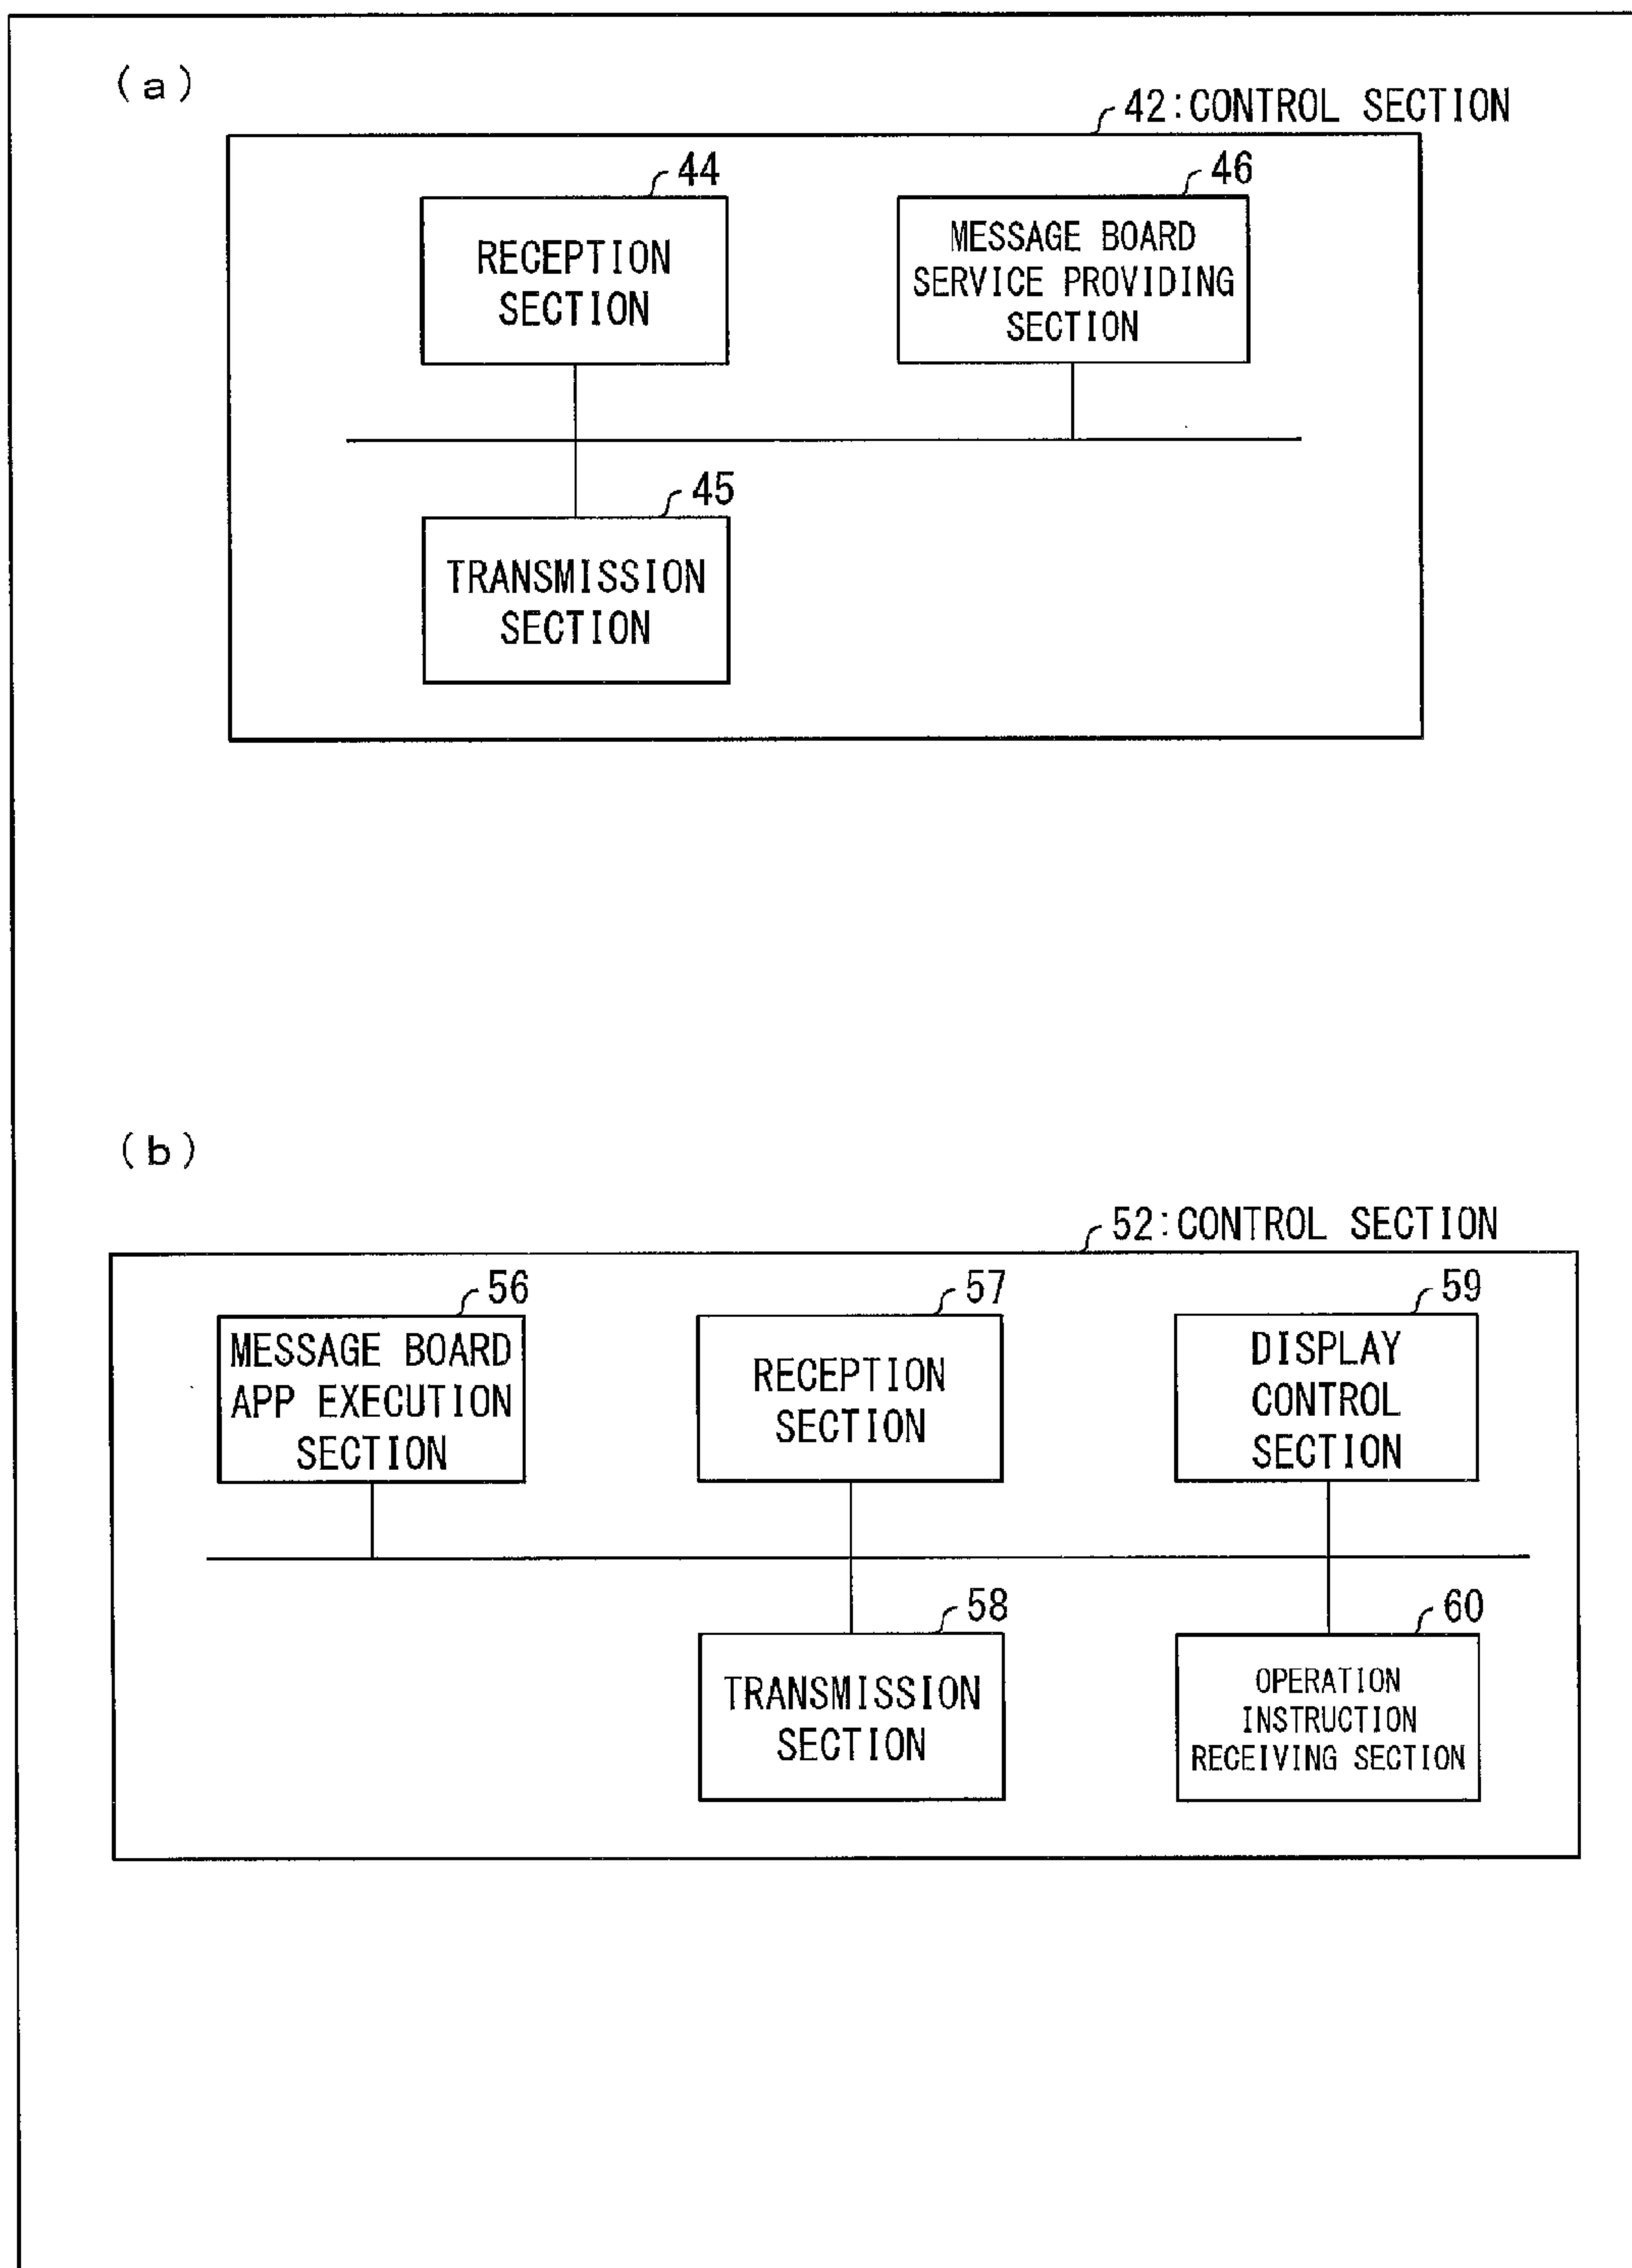 (a)
42:CONTROL SECTION
44
RECEPTION
SECTION
46
MESSAGE BOARD
SERVICE PROVIDING
SECTION
45
TRANSMISSION
SECTION
(b)
52:CONTROL SECTION
56
MESSAGE BOARD
APP EXECUTION
SECTION
57
RECEPTION
SECTION
59
DISPLAY
CONTROL
SECTION
58
TRANSMISSION
SECTION
60
OPERATION
INSTRUCTION
RECEIVING SECTION